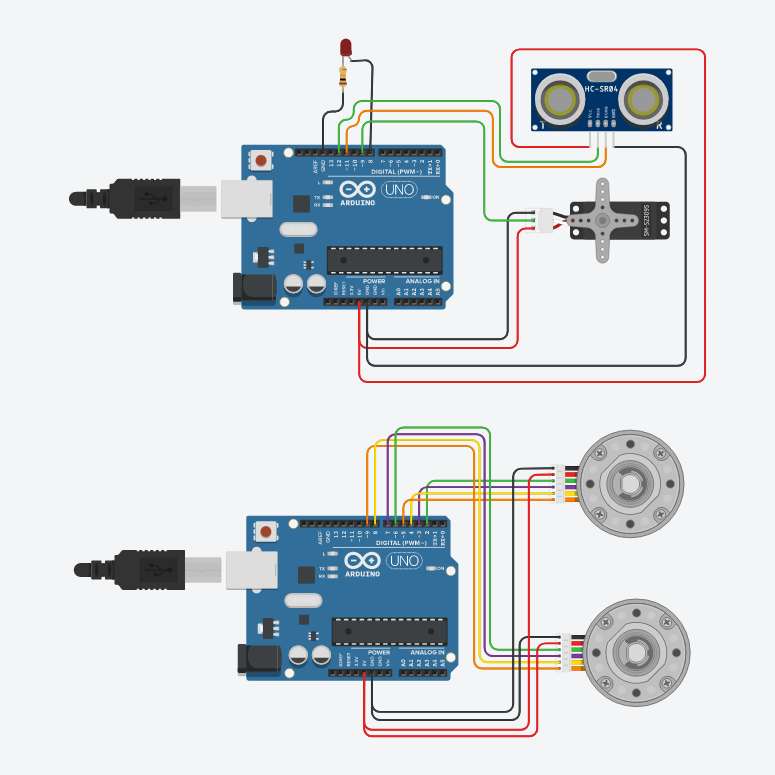 HC-SR04
Vcc
TRIG
ECHO
GND
T
R
AREF
GND
13
12
~11
~10
~9
8
7
~6
~5
4
~3
2
TX→1
RX←0
DIGITAL (PWM~)
L
TX
RX
ARDUINO
UNO
ON
SM-S2309S
POWER
ANALOG IN
IOREF
RESET
3.3V
5V
GND
GND
Vin
A0
A1
A2
A3
A4
A5
AREF
GND
13
12
~11
~10
~9
8
7
~6
~5
4
~3
2
TX→1
RX←0
DIGITAL (PWM~)
L
TX
RX
ARDUINO
UNO
ON
POWER
ANALOG IN
IOREF
RESET
3.3V
5V
GND
GND
Vin
A0
A1
A2
A3
A4
A5